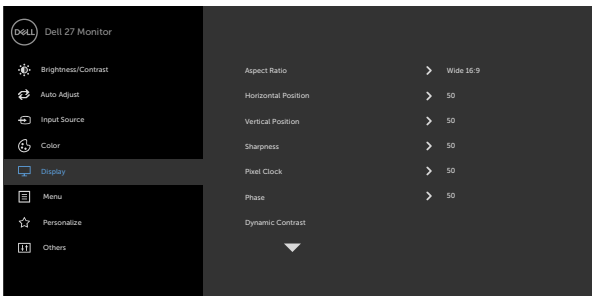 DELL Dell 27 Monitor
Brightness/Contrast
Auto Adjust
Input Source
Color
Display
Menu
Personalize
Others
Aspect Ratio Wide 16:9
Horizontal Position 50
Vertical Position 50
Sharpness 50
Pixel Clock 50
Phase 50
Dynamic Contrast